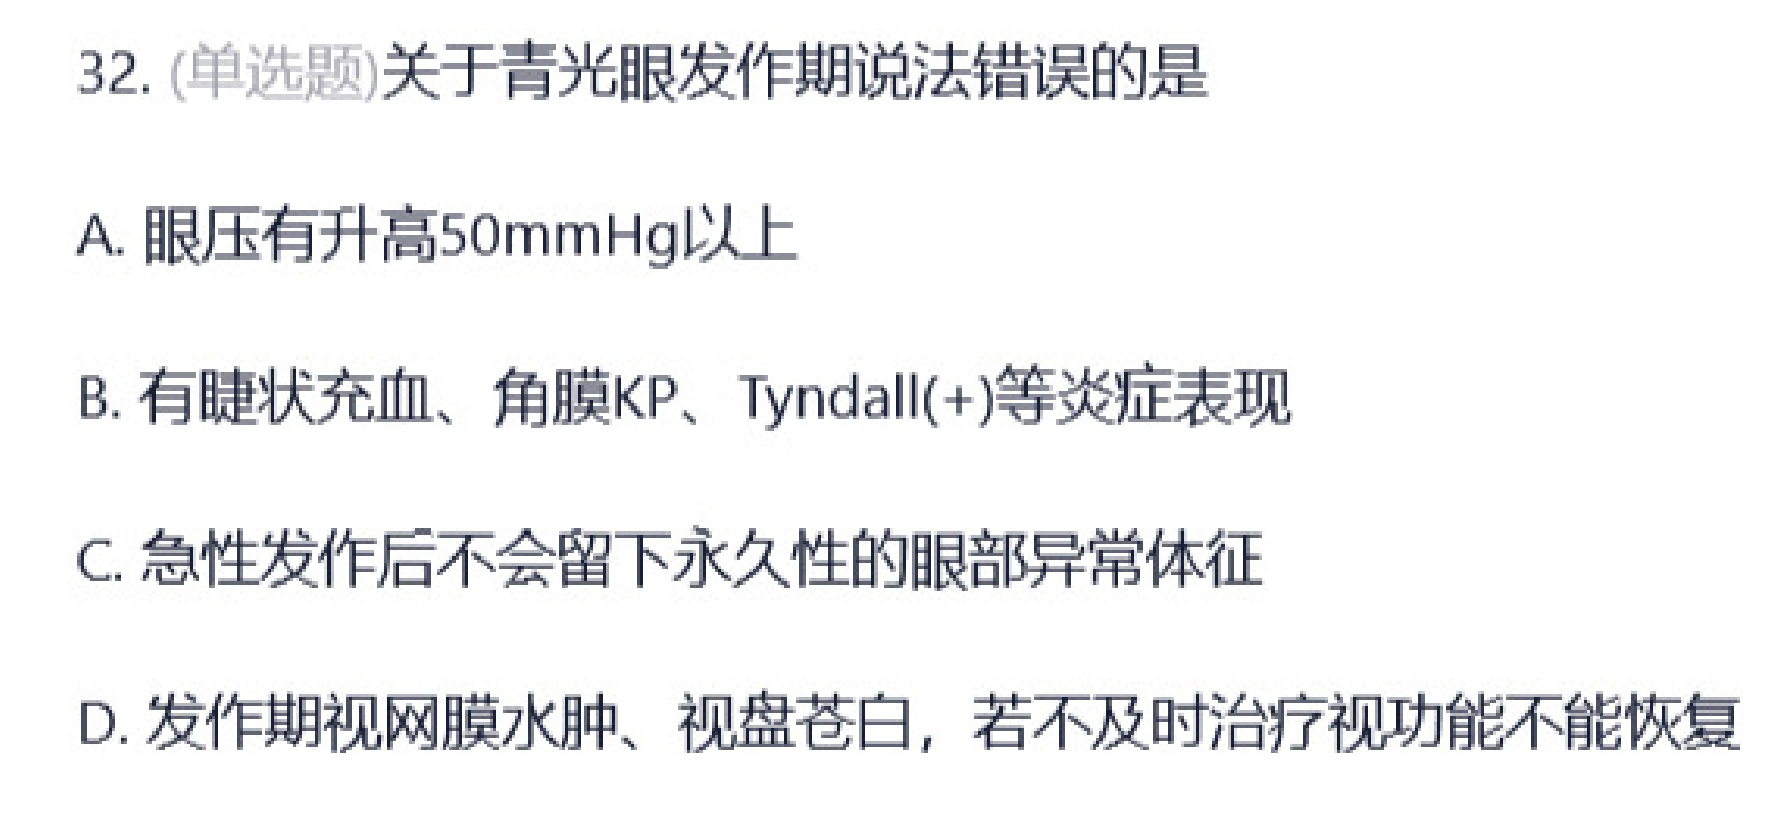 32. (单选题)关于青光眼发作期说法错误的是
A. 眼压有升高50mmHg以上
B. 有睫状充血、角膜KP、Tyndall(+)等炎症表现
C. 急性发作后不会留下永久性的眼部异常体征
D. 发作期视网膜水肿、视盘苍白，若不及时治疗视功能不能恢复